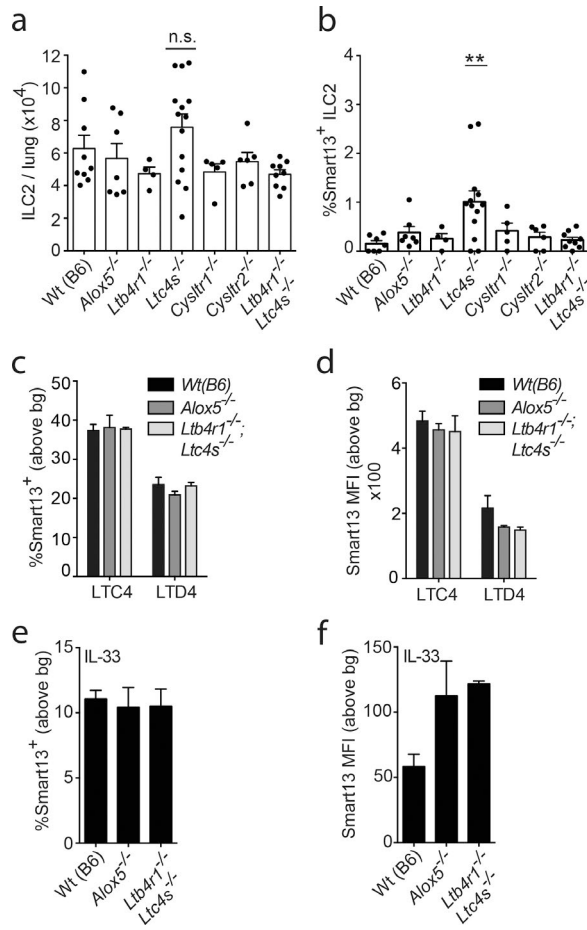 a
n.s.
ILC2 / lung (x10⁴)
12
10
8
6
4
2
0
Wt (B6)
Alox5⁻/⁻
Ltb4r1⁻/⁻
Ltc4s⁻/⁻
Cysltr1⁻/⁻
Cysltr2⁻/⁻
Ltb4r1⁻/⁻
Ltc4s⁻/⁻
b
**
%Smart13⁺ ILC2
4
2
0
Wt (B6)
Alox5⁻/⁻
Ltb4r1⁻/⁻
Ltc4s⁻/⁻
Cysltr1⁻/⁻
Cysltr2⁻/⁻
Ltb4r1⁻/⁻
Ltc4s⁻/⁻
c
%Smart13⁺ (above bg)
50
40
30
20
10
0
Wt(B6)
Alox5⁻/⁻
Ltb4r1⁻/⁻;
Ltc4s⁻/⁻
LTC4 LTD4
d
Smart13 MFI (above bg)
x100
6
4
2
0
Wt(B6)
Alox5⁻/⁻
Ltb4r1⁻/⁻;
Ltc4s⁻/⁻
LTC4 LTD4
e
IL-33
%Smart13⁺ (above bg)
15
10
5
0
Wt (B6)
Alox5⁻/⁻
Ltb4r1⁻/⁻
Ltc4s⁻/⁻
f
IL-33
Smart13 MFI (above bg)
150
100
50
0
Wt (B6)
Alox5⁻/⁻
Ltb4r1⁻/⁻
Ltc4s⁻/⁻